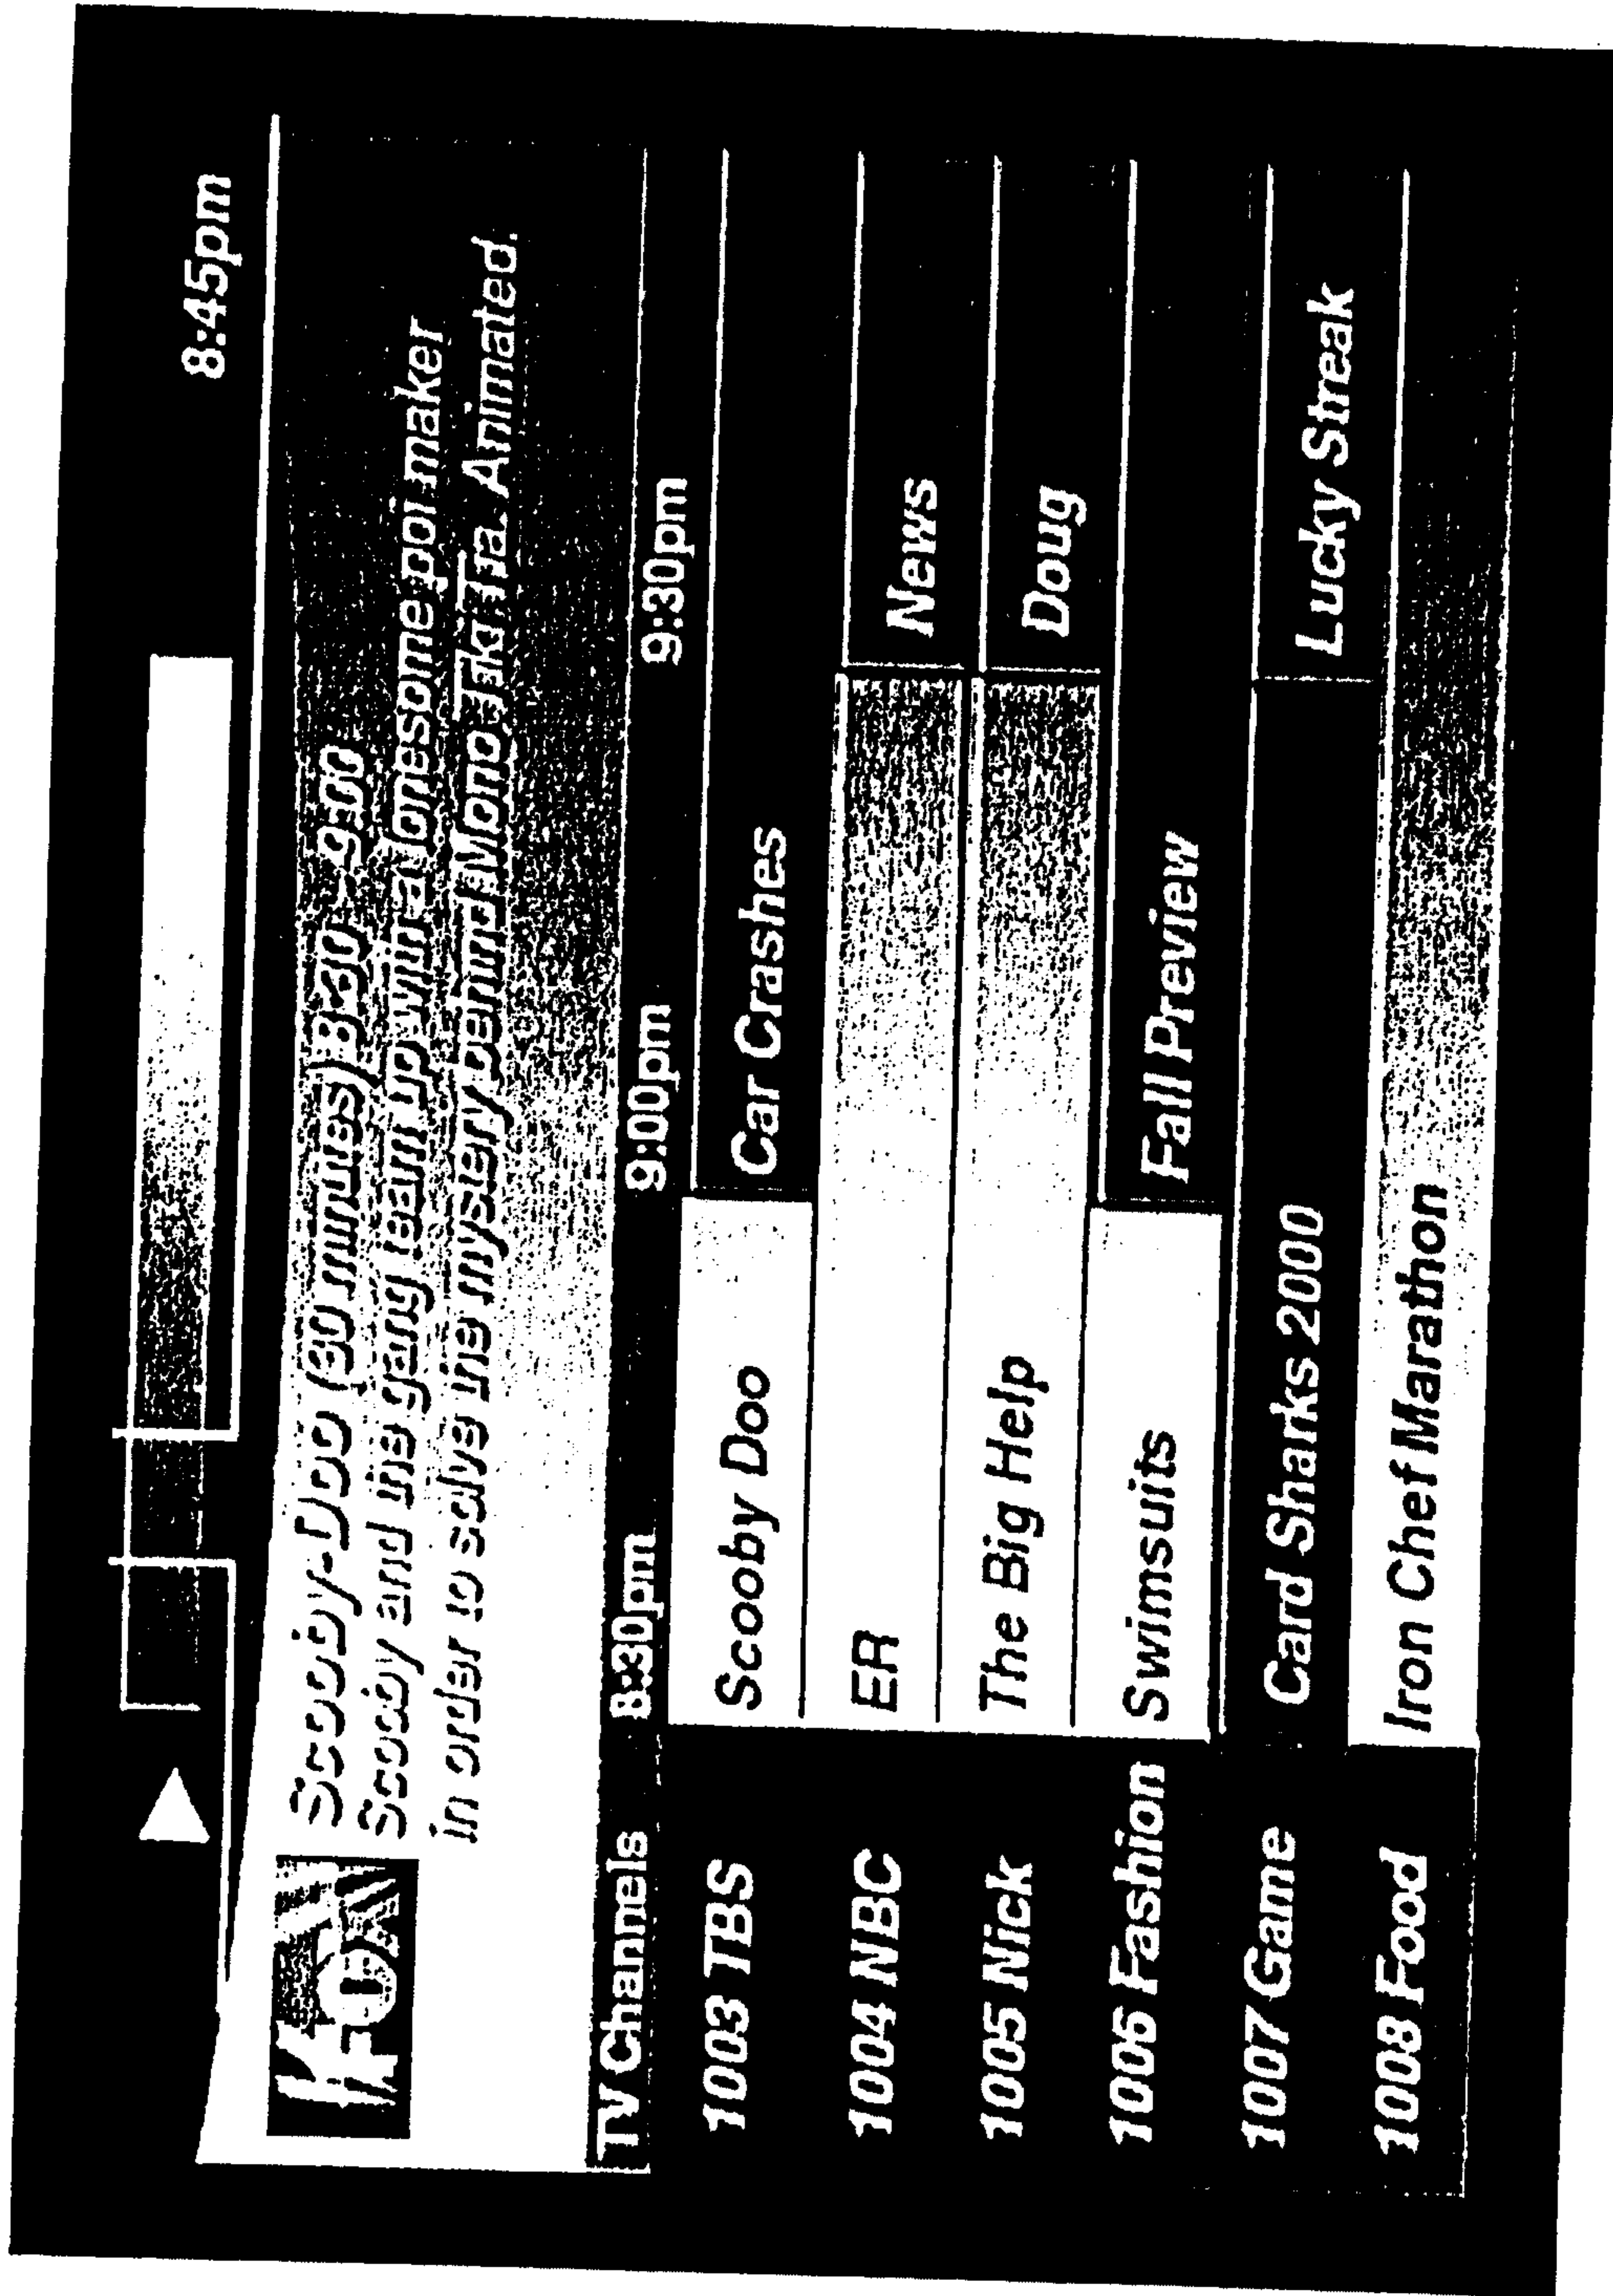 8:45pm
KFOX
Scooby-Doo (30 minutes) 8:30 - 9:00
Scooby and the gang team up with a lonesome poi maker
in order to solve the mystery behind Mono Tiki Tia. Animated.
TV Channels 8:30pm 9:00pm 9:30pm
1003 TBS Scooby Doo Car Crashes
1004 NBC ER News
1005 Nick The Big Help Doug
1006 Fashion Swimsuits Fall Preview
1007 Game Card Sharks 2000 Lucky Streak
1008 Food Iron Chef Marathon